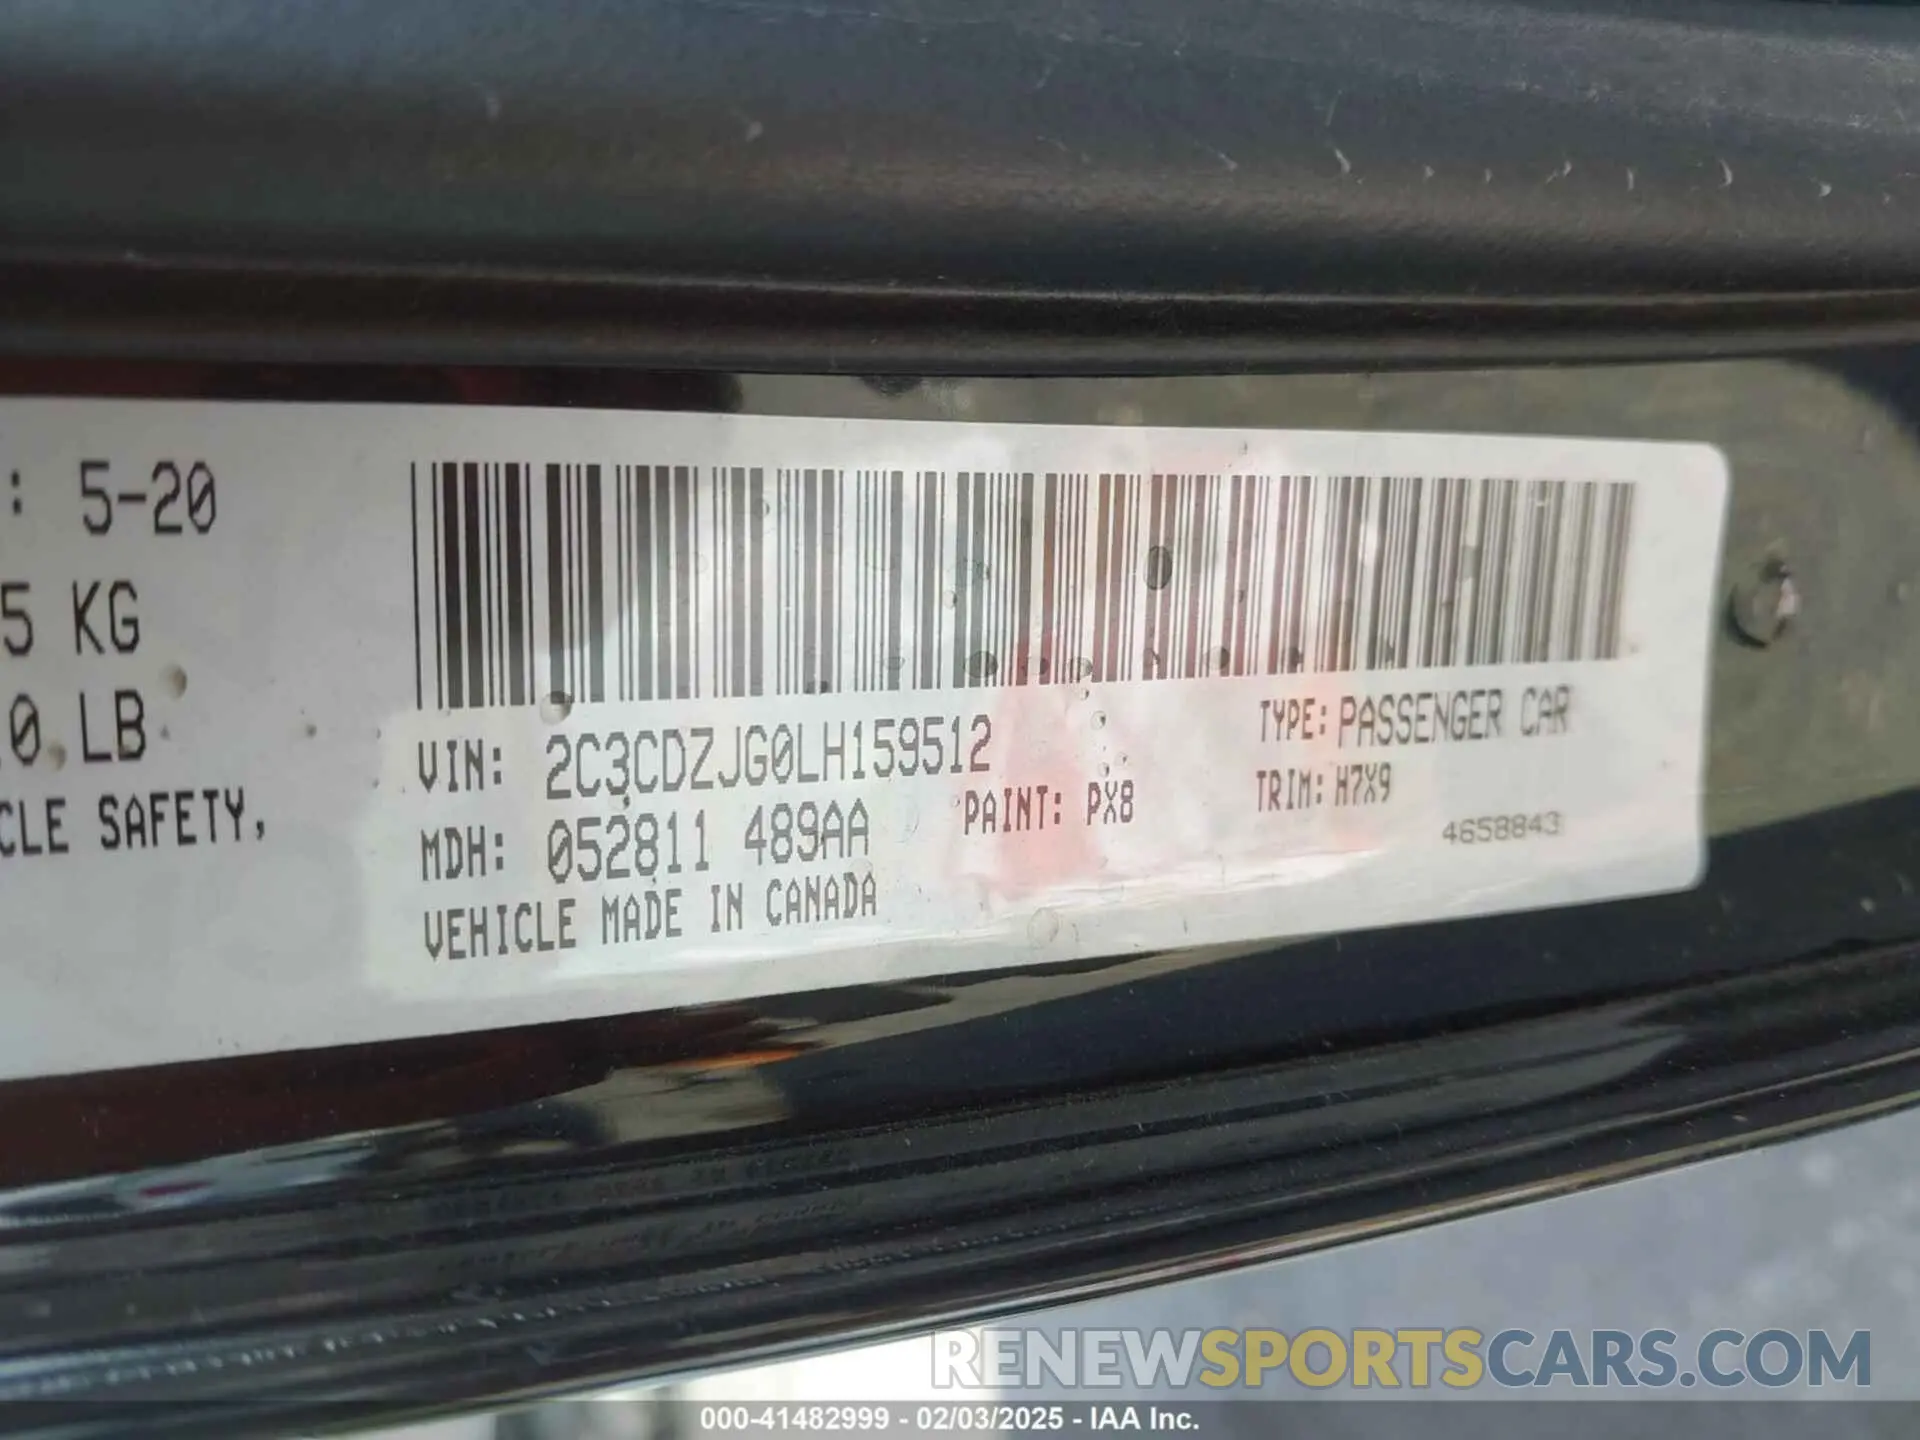 : 5-20
5 KG
0 LB
CLE SAFETY,
VIN: 2C3CDZJG0LH159512
TYPE: PASSENGER CAR
MDH: 052811 489AA
PAINT: PX8
TRIM: H7X9
4658843
VEHICLE MADE IN CANADA
RENEWSPORTSCARS.COM
000-41482999 - 02/03/2025 - IAA Inc.